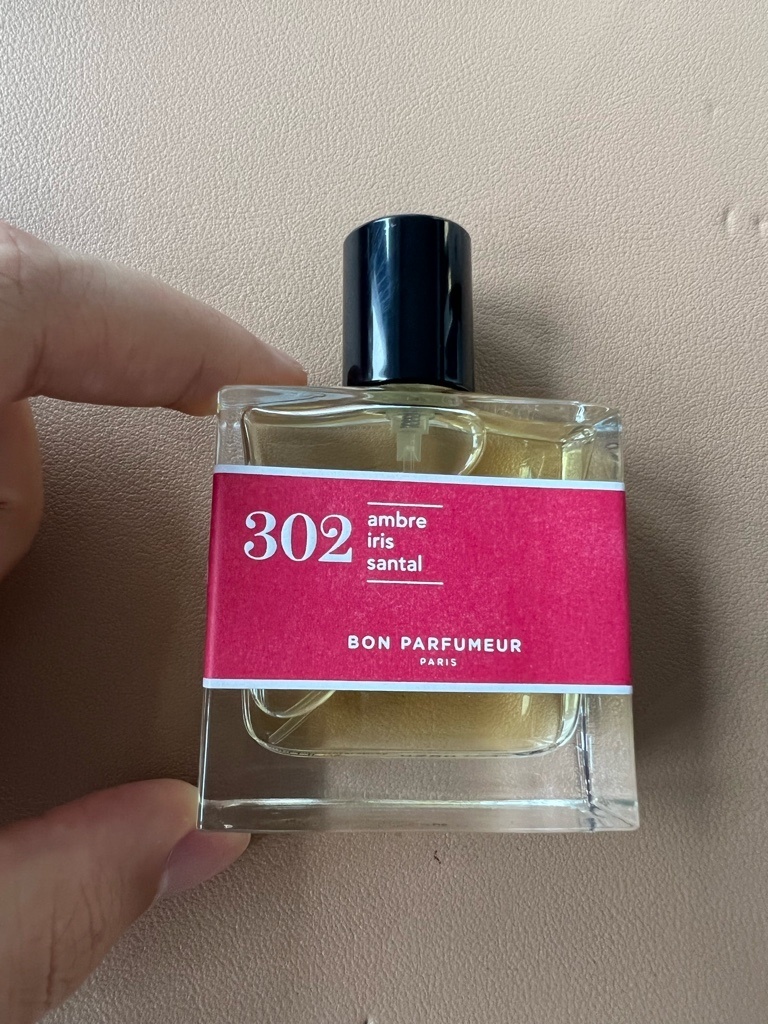 302
ambre
iris
santal
BON PARFUMEUR
PARIS